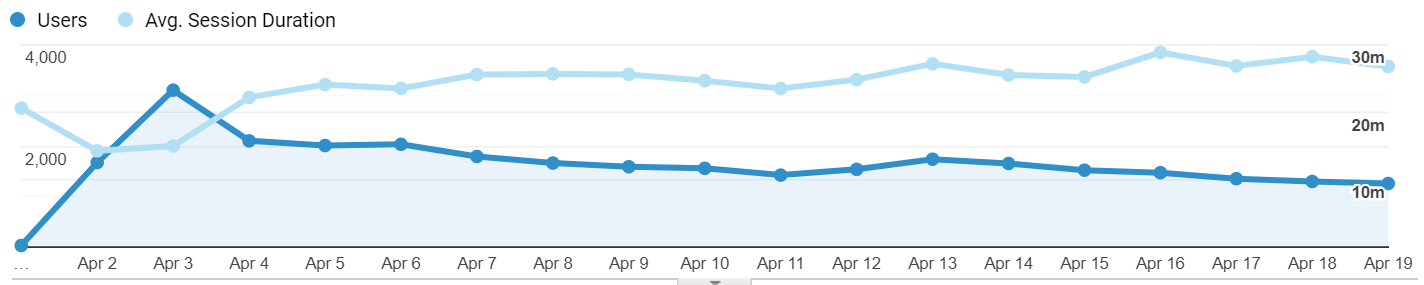 Users Avg. Session Duration
4,000 30m
20m
2,000
10m
... Apr 2 Apr 3 Apr 4 Apr 5 Apr 6 Apr 7 Apr 8 Apr 9 Apr 10 Apr 11 Apr 12 Apr 13 Apr 14 Apr 15 Apr 16 Apr 17 Apr 18 Apr 19